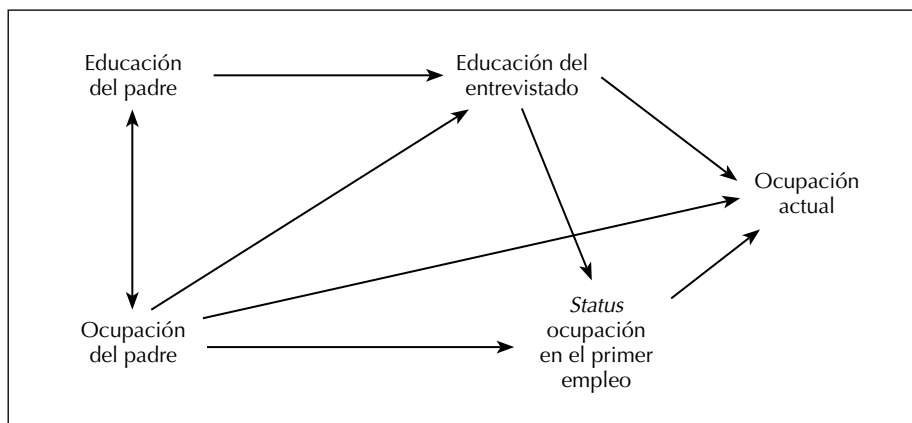 Educación
del padre
Educación del
entrevistado
Ocupación
actual
Ocupación
del padre
Status
ocupación
en el primer
empleo